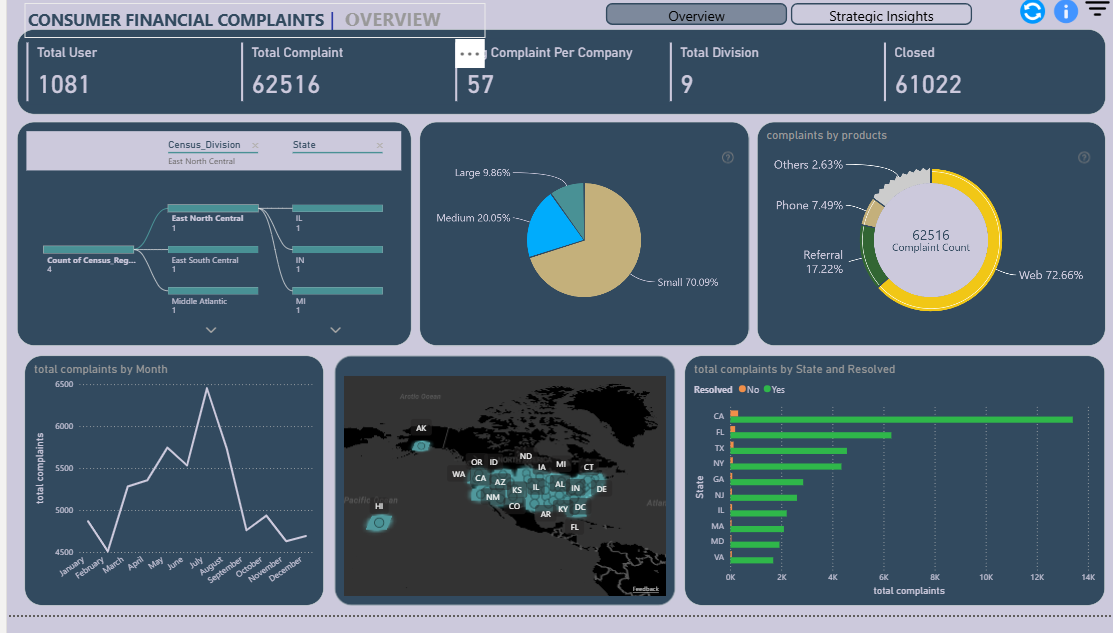 CONSUMER FINANCIAL COMPLAINTS | OVERVIEW
Overview
Strategic Insights
Total User
1081
Total Complaint
62516
Complaint Per Company
57
Total Division
9
Closed
61022
Census_Division
East North Central
State
Count of Census_Reg...
4
East North Central
1
East South Central
1
Middle Atlantic
1
IL
1
IN
1
MI
1
Large 9.86%
Medium 20.05%
Small 70.09%
complaints by products
Others 2.63%
Phone 7.49%
Referral
17.22%
Web 72.66%
62516
Complaint Count
total complaints by Month
total complaints
6500
6000
5500
5000
4500
January
February
March
April
May
June
July
August
September
October
November
December
Arctic Ocean
AK
HI
WA
OR
ID
ND
IA
MI
CT
CA
AZ
KS
IL
AL
IN
DE
NM
CO
AR
KY
DC
FL
Feedback
total complaints by State and Resolved
Resolved No Yes
State
CA
FL
TX
NY
GA
NJ
IL
MA
MD
VA
0K 2K 4K 6K 8K 10K 12K 14K
total complaints